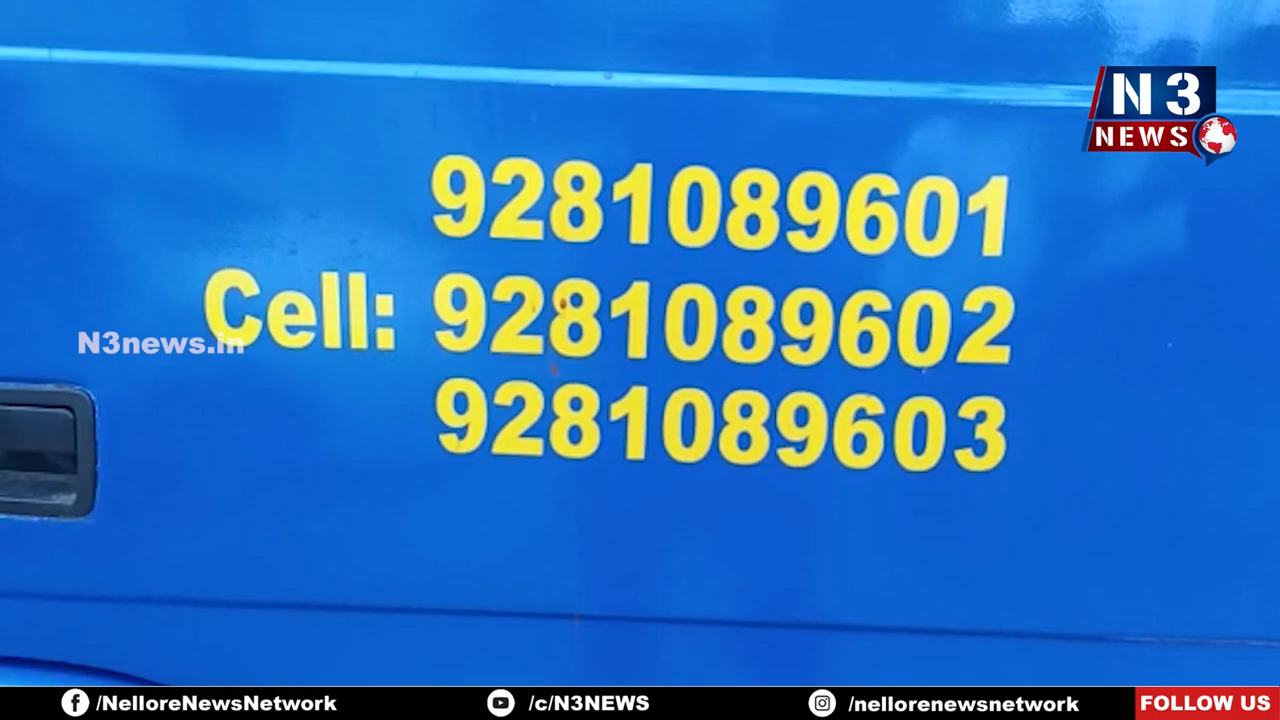 N3
NEWS
9281089601
Cell: 9281089602
9281089603
N3news.in
/NelloreNewsNetwork
/c/N3NEWS
/nellorenewsnetwork
FOLLOW US